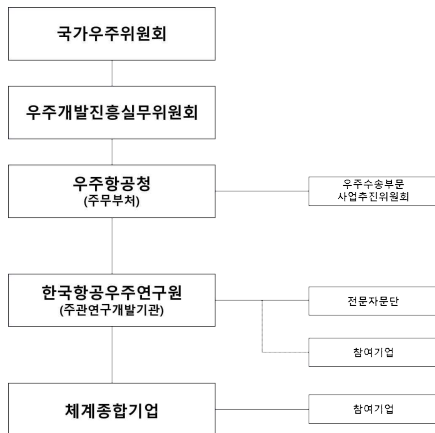 국가우주위원회
우주개발진흥실무위원회
우주항공청
(주무부처)
우주수송부문
사업추진위원회
한국항공우주연구원
(주관연구개발기관)
전문자문단
참여기업
체계종합기업
참여기업